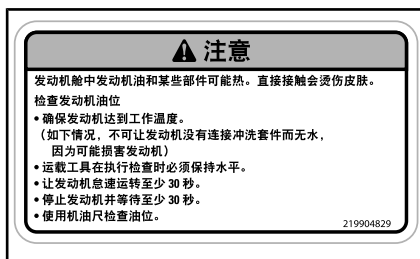 注意
发动机舱中发动机油和某些部件可能热。直接接触会烫伤皮肤。
检查发动机油位
• 确保发动机达到工作温度。
（如下情况，不可让发动机没有连接冲洗套件而无水，
因为可能损害发动机）
• 运载工具在执行检查时必须保持水平。
• 让发动机怠速运转至少 30 秒。
• 停止发动机并等待至少 30 秒。
• 使用机油尺检查油位。
219904829